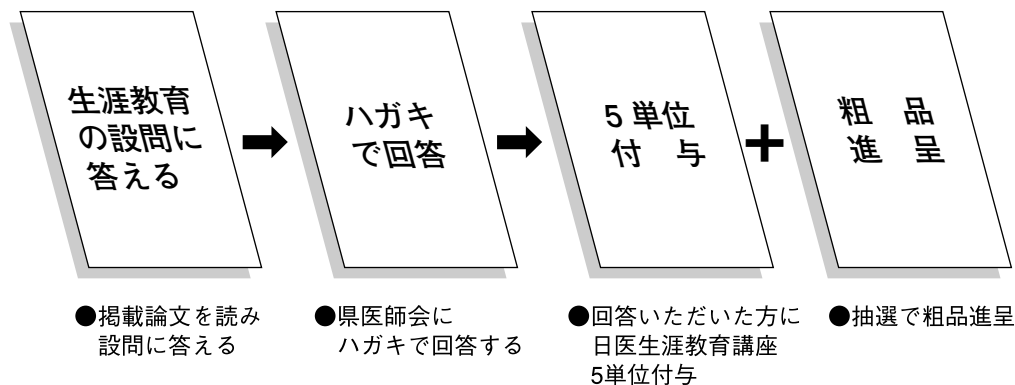 生涯教育
の設問に
答える
ハガキ
で回答
5単位
付　与
粗　品
進　呈
●掲載論文を読み
設問に答える
●県医師会に
ハガキで回答する
●回答いただいた方に
日医生涯教育講座
5単位付与
●抽選で粗品進呈